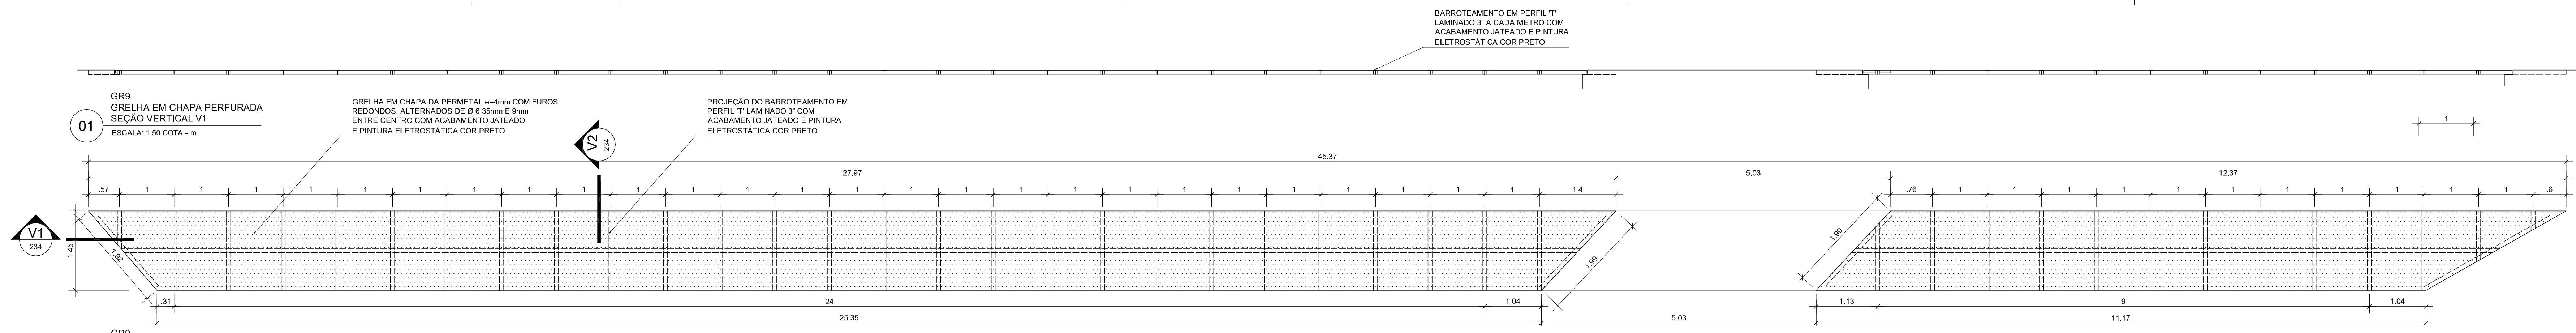 BARROTEAMENTO EM PERFIL 'T'
LAMINADO 3" A CADA METRO COM
ACABAMENTO JATEADO E PINTURA
ELETROSTÁTICA COR PRETO
01
GR9
GRELHA EM CHAPA PERFURADA
SEÇÃO VERTICAL V1
ESCALA: 1:50 COTA = m
GRELHA EM CHAPA DA PERMETAL e=4mm COM FUROS
REDONDOS, ALTERNADOS DE Ø 6,35mm E 9mm
ENTRE CENTRO COM ACABAMENTO JATEADO
E PINTURA ELETROSTÁTICA COR PRETO
V2
234
PROJEÇÃO DO BARROTEAMENTO EM
PERFIL 'T' LAMINADO 3" COM
ACABAMENTO JATEADO E PINTURA
ELETROSTÁTICA COR PRETO
1
45.37
27.97 5.03 12.37
.57 1 1 1 1 1 1 1 1 1 1 1 1 1 1 1 1 1 1 1 1 1 1 1 1 1 1 1.4 .76 1 1 1 1 1 1 1 1 1 1 1 .6
V1
234
1.45
1.92
1.99
1.99
.31 24 1.04 1.13 9 1.04
25.35 5.03 11.17
GR9